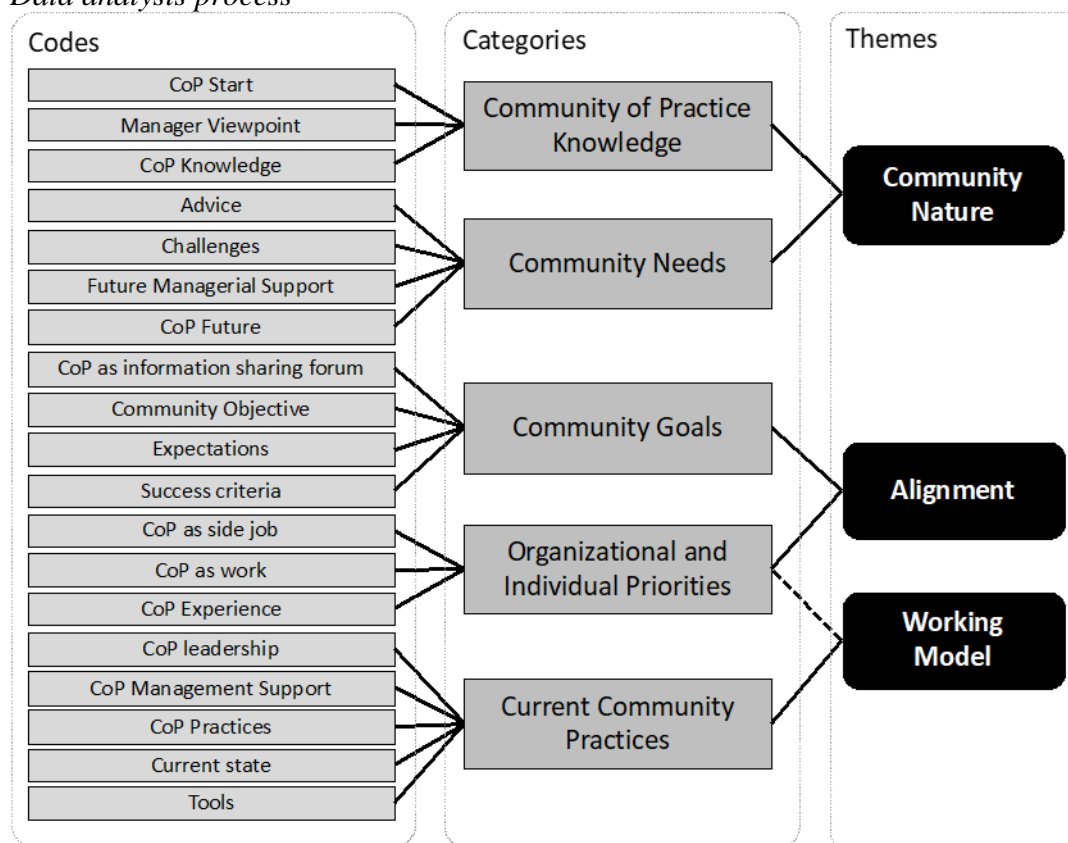 Data analysis process
Codes
CoP Start
Manager Viewpoint
CoP Knowledge
Advice
Challenges
Future Managerial Support
CoP Future
CoP as information sharing forum
Community Objective
Expectations
Success criteria
CoP as side job
CoP as work
CoP Experience
CoP leadership
CoP Management Support
CoP Practices
Current state
Tools
Categories
Community of Practice
Knowledge
Community Needs
Community Goals
Organizational and
Individual Priorities
Current Community
Practices
Themes
Community
Nature
Alignment
Working
Model